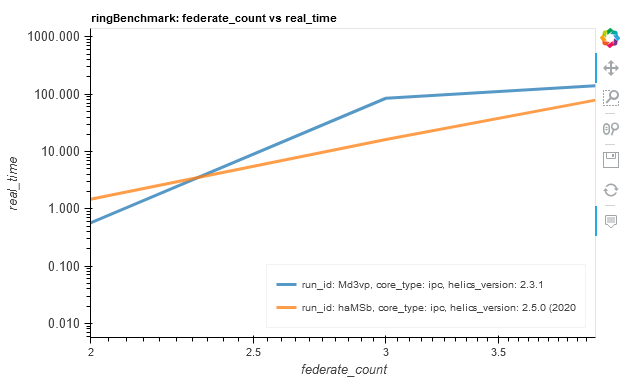 ringBenchmark: federate_count vs real_time
1000.000
100.000
10.000
1.000
0.100
0.010
real_time
run_id: Md3vp, core_type: ipc, helics_version: 2.3.1
run_id: haMSb, core_type: ipc, helics_version: 2.5.0 (2020
2
2.5
3
3.5
federate_count